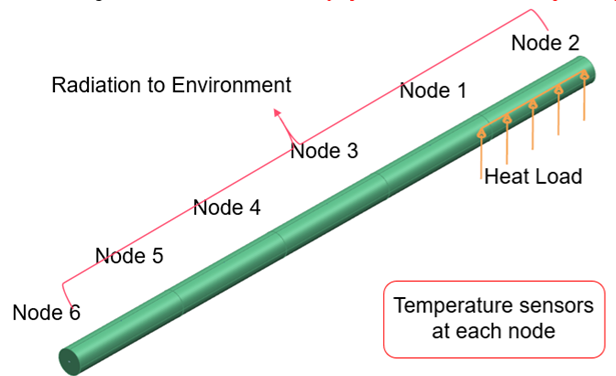 Node 2
Radiation to Environment
Node 1
Node 3
Heat Load
Node 4
Node 5
Node 6
Temperature sensors
at each node